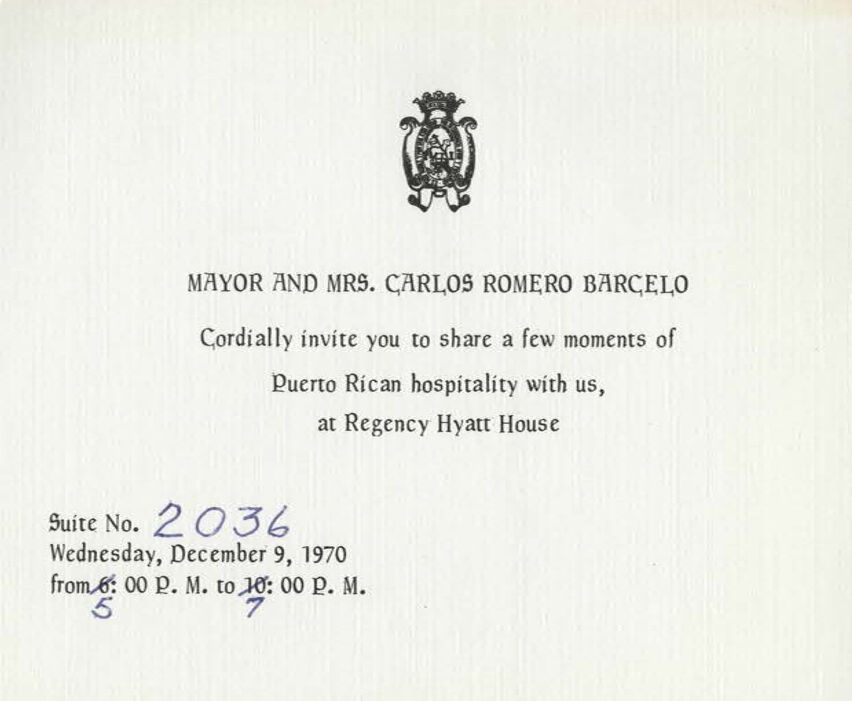 MAYOR AND MRS. CARLOS ROMERO BARCELO
Cordially invite you to share a few moments of
Puerto Rican hospitality with us,
at Regency Hyatt House
Suite No. 2036
Wednesday, December 9, 1970
from 6: 00 P. M. to 10: 00 P. M.
5 7